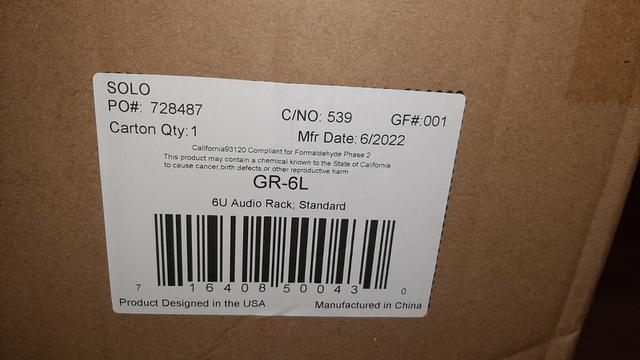 SOLO
PO#: 728487 C/NO: 539 GF#:001
Carton Qty:1 Mfr Date: 6/2022
California93120 Compliant for Formaldehyde Phase 2
This product may contain a chemical known to the State of California
to cause cancer,birth defects,or other reproductive harm
GR-6L
6U Audio Rack; Standard
7 16408 50043 0
Product Designed in the USA Manufactured in China